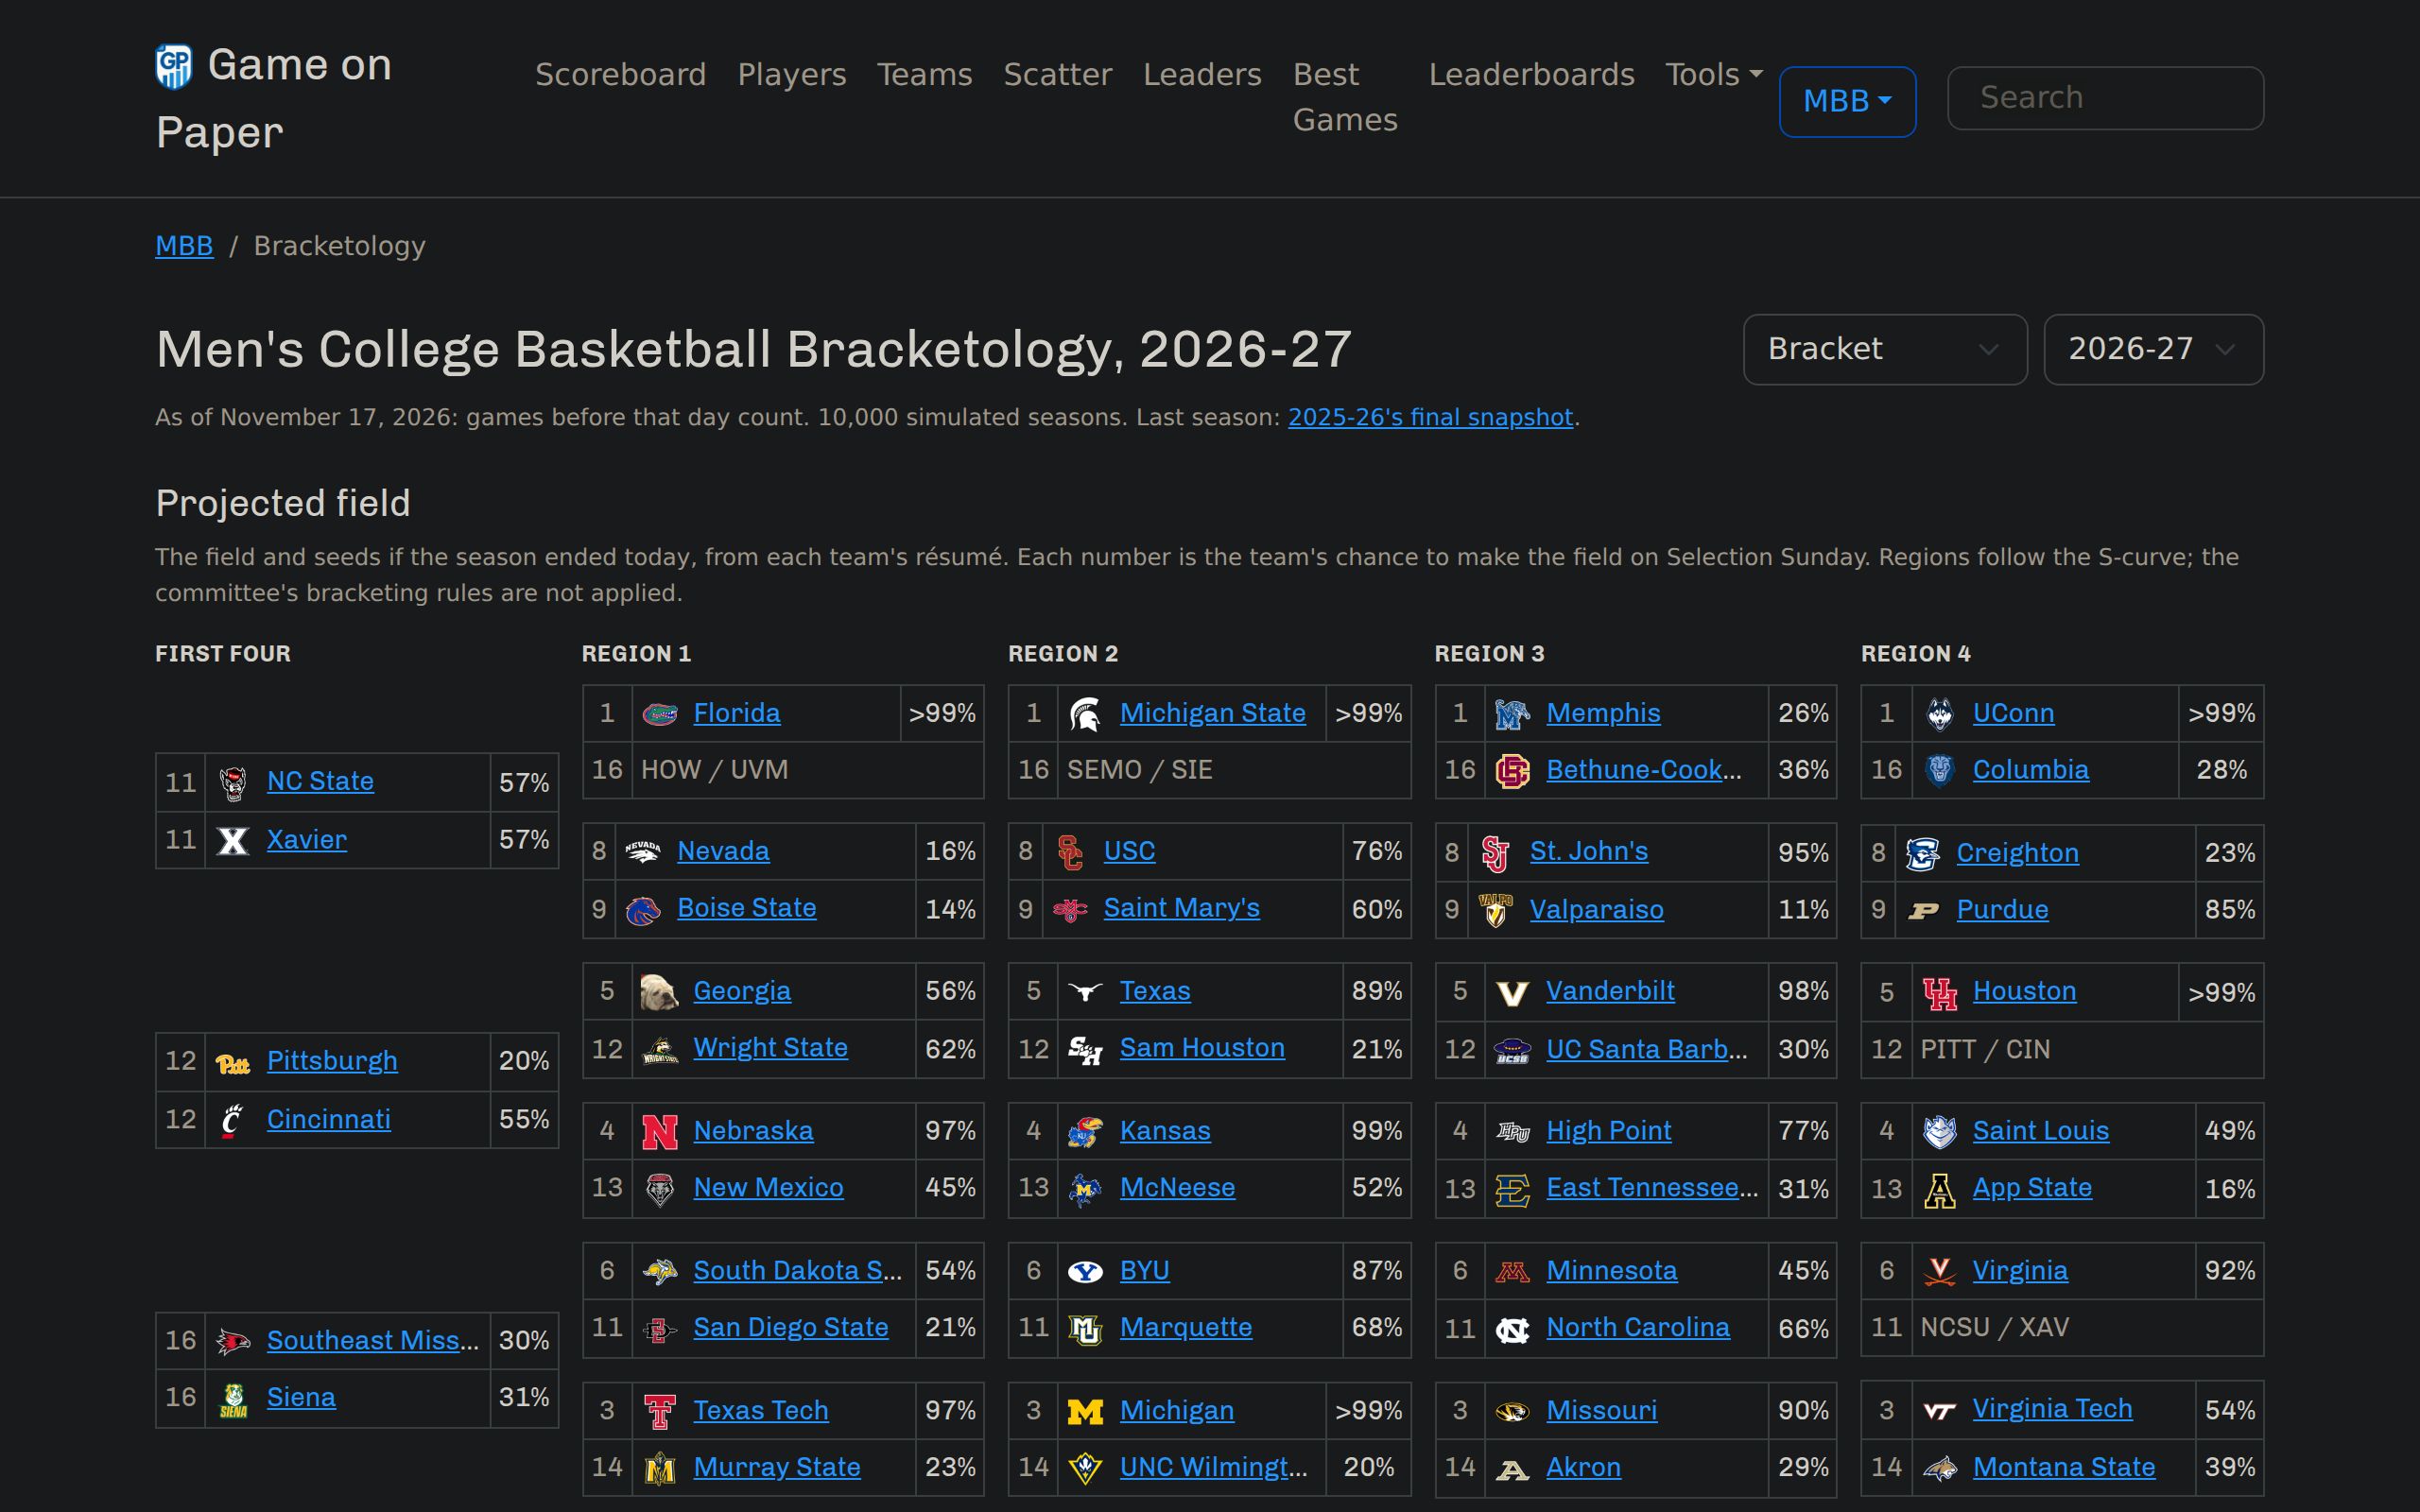 Game on
Paper
Scoreboard Players Teams Scatter Leaders Best Games Leaderboards Tools MBB Search
MBB / Bracketology
Men's College Basketball Bracketology, 2026-27
Bracket 2026-27
As of November 17, 2026: games before that day count. 10,000 simulated seasons. Last season: 2025-26's final snapshot.
Projected field
The field and seeds if the season ended today, from each team's résumé. Each number is the team's chance to make the field on Selection Sunday. Regions follow the S-curve; the
committee's bracketing rules are not applied.
FIRST FOUR
11 NC State 57%
11 Xavier 57%
12 Pittsburgh 20%
12 Cincinnati 55%
16 Southeast Miss... 30%
16 Siena 31%
REGION 1
1 Florida >99%
16 HOW / UVM
8 Nevada 16%
9 Boise State 14%
5 Georgia 56%
12 Wright State 62%
4 Nebraska 97%
13 New Mexico 45%
6 South Dakota S... 54%
11 San Diego State 21%
3 Texas Tech 97%
14 Murray State 23%
REGION 2
1 Michigan State >99%
16 SEMO / SIE
8 USC 76%
9 Saint Mary's 60%
5 Texas 89%
12 Sam Houston 21%
4 Kansas 99%
13 McNeese 52%
6 BYU 87%
11 Marquette 68%
3 Michigan >99%
14 UNC Wilmingt... 20%
REGION 3
1 Memphis 26%
16 Bethune-Cook... 36%
8 St. John's 95%
9 Valparaiso 11%
5 Vanderbilt 98%
12 UC Santa Barb... 30%
4 High Point 77%
13 East Tennessee... 31%
6 Minnesota 45%
11 North Carolina 66%
3 Missouri 90%
14 Akron 29%
REGION 4
1 UConn >99%
16 Columbia 28%
8 Creighton 23%
9 Purdue 85%
5 Houston >99%
12 PITT / CIN
4 Saint Louis 49%
13 App State 16%
6 Virginia 92%
11 NCSU / XAV
3 Virginia Tech 54%
14 Montana State 39%